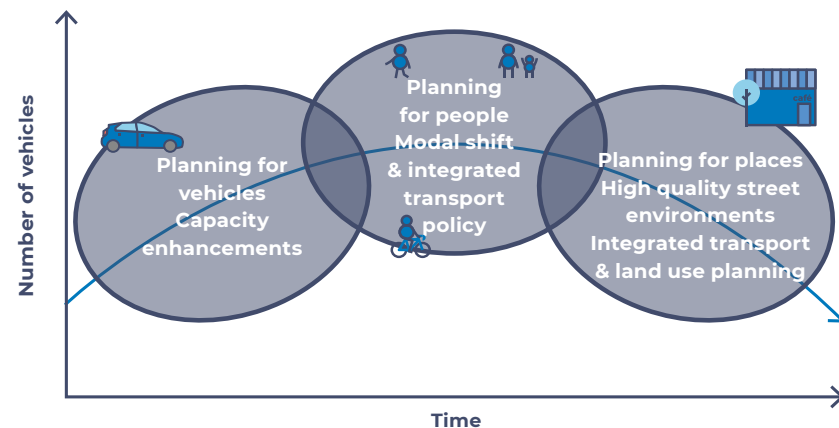 Number of vehicles
Planning for
vehicles
Capacity
enhancements
Planning
for people
Modal shift
& integrated
transport
policy
café
Planning for places
High quality street
environments
Integrated transport
& land use planning
Time